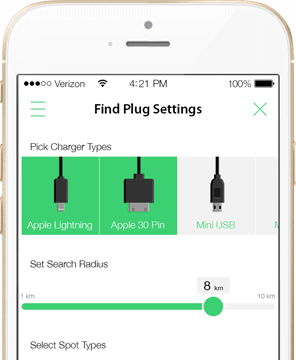 Verizon 4:21 PM 100%
Find Plug Settings
Pick Charger Types
Apple Lightning Apple 30 Pin Mini USB M
Set Search Radius
8 km
1 km 10 km
Select Spot Types